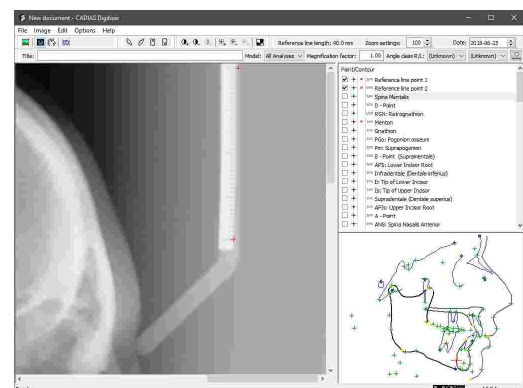 New document - CADIAS Digitizer
File Image Edit Options Help
Reference line length: 40.0 mm Zoom settings: 100 Date: 2018-06-25
Title: Model: All Analyses Magnification factor: 1.00 Angle class R/L: (Unknown) (Unknown)
Point/Contour
Reference line point 1
Reference line point 2
Spina Mentalis
D - Point
RGN: Retrognathion
Menton
Gnathion
PGo: Pogonion osseum
Pm: Suprapogonion
B - Point (Supramentale)
AP1: Lower Incisor Root
Infradentale (Dentale inferius)
Ii: Tip of Lower Incisor
Is: Tip of Upper Incisor
Supradentale (Dentale superius)
AP1s: Upper Incisor Root
A - Point
ANS: Spina Nasalis Anterior